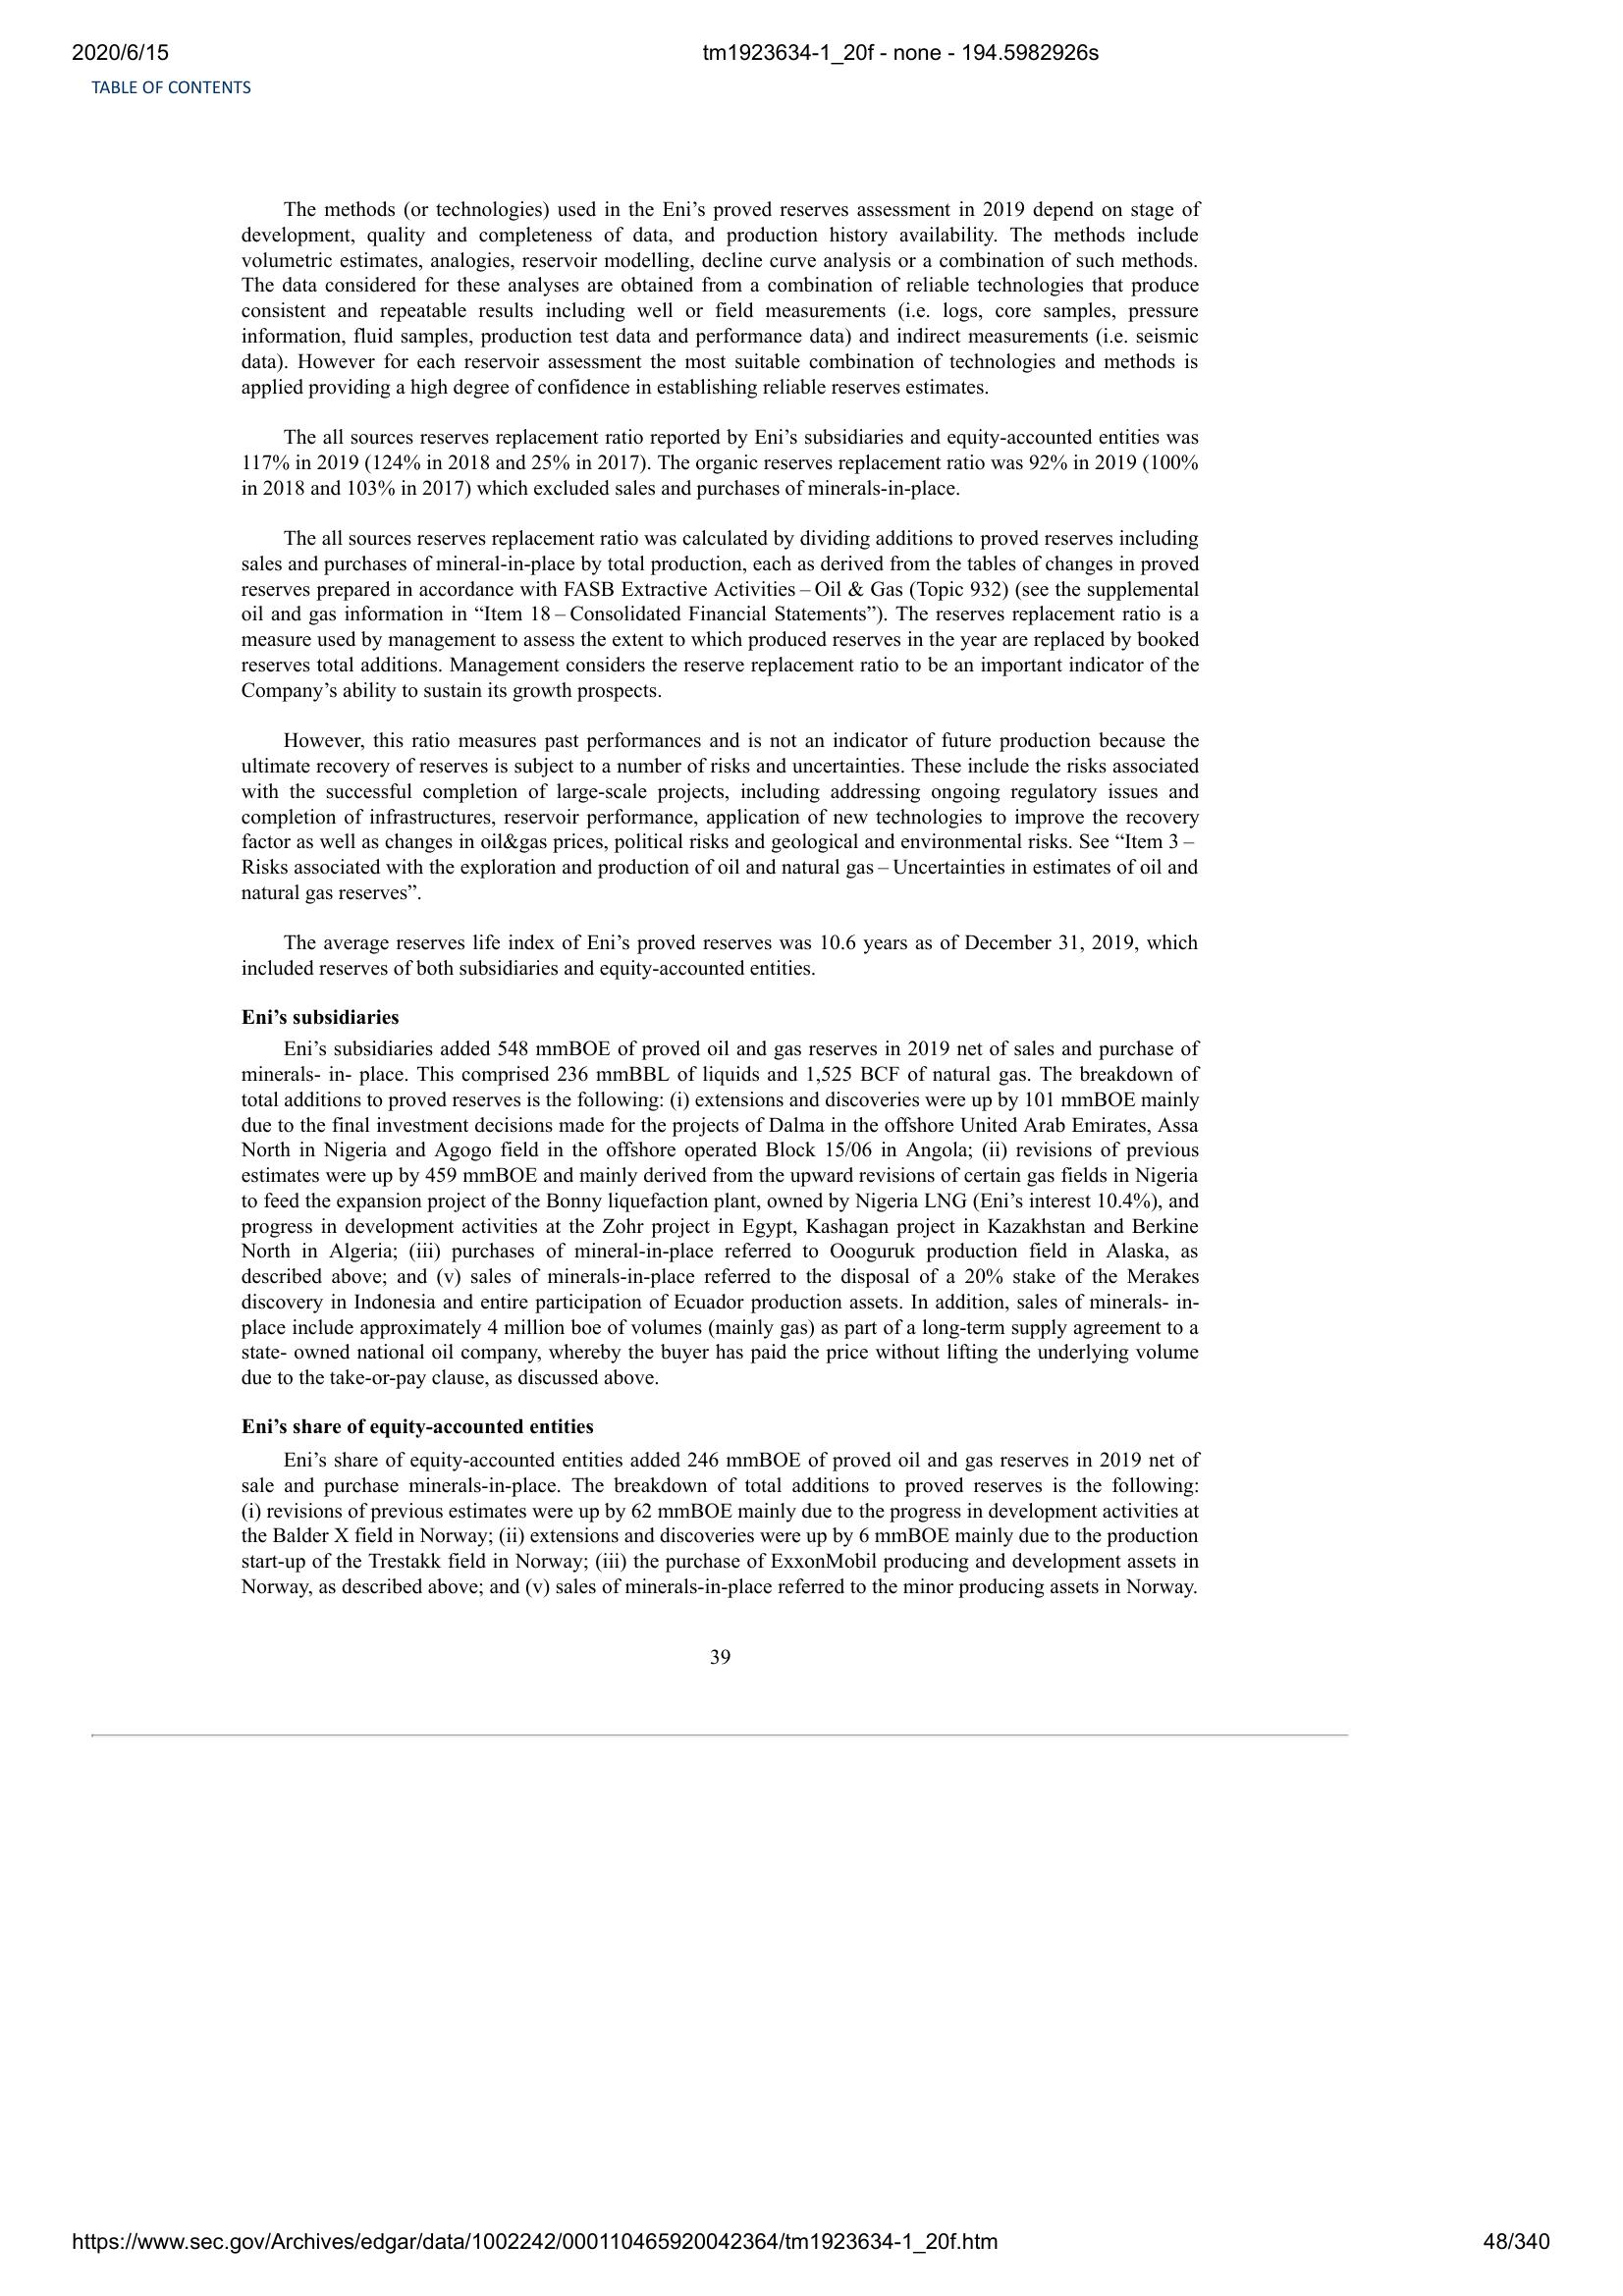 2020/6/15
tm1923634-1_20f - none - 194.5982926s
TABLE OF CONTENTS
The methods (or technologies) used in the Eni’s proved reserves assessment in 2019 depend on stage of
development, quality and completeness of data, and production history availability. The methods include
volumetric estimates, analogies, reservoir modelling, decline curve analysis or a combination of such methods.
The data considered for these analyses are obtained from a combination of reliable technologies that produce
consistent and repeatable results including well or field measurements (i.e. logs, core samples, pressure
information, fluid samples, production test data and performance data) and indirect measurements (i.e. seismic
data). However for each reservoir assessment the most suitable combination of technologies and methods is
applied providing a high degree of confidence in establishing reliable reserves estimates.
The all sources reserves replacement ratio reported by Eni’s subsidiaries and equity-accounted entities was
117% in 2019 (124% in 2018 and 25% in 2017). The organic reserves replacement ratio was 92% in 2019 (100%
in 2018 and 103% in 2017) which excluded sales and purchases of minerals-in-place.
The all sources reserves replacement ratio was calculated by dividing additions to proved reserves including
sales and purchases of mineral-in-place by total production, each as derived from the tables of changes in proved
reserves prepared in accordance with FASB Extractive Activities – Oil & Gas (Topic 932) (see the supplemental
oil and gas information in “Item 18 – Consolidated Financial Statements”). The reserves replacement ratio is a
measure used by management to assess the extent to which produced reserves in the year are replaced by booked
reserves total additions. Management considers the reserve replacement ratio to be an important indicator of the
Company’s ability to sustain its growth prospects.
However, this ratio measures past performances and is not an indicator of future production because the
ultimate recovery of reserves is subject to a number of risks and uncertainties. These include the risks associated
with the successful completion of large-scale projects, including addressing ongoing regulatory issues and
completion of infrastructures, reservoir performance, application of new technologies to improve the recovery
factor as well as changes in oil&gas prices, political risks and geological and environmental risks. See “Item 3 –
Risks associated with the exploration and production of oil and natural gas – Uncertainties in estimates of oil and
natural gas reserves”.
The average reserves life index of Eni’s proved reserves was 10.6 years as of December 31, 2019, which
included reserves of both subsidiaries and equity-accounted entities.
Eni’s subsidiaries
Eni’s subsidiaries added 548 mmBOE of proved oil and gas reserves in 2019 net of sales and purchase of
minerals- in- place. This comprised 236 mmBBL of liquids and 1,525 BCF of natural gas. The breakdown of
total additions to proved reserves is the following: (i) extensions and discoveries were up by 101 mmBOE mainly
due to the final investment decisions made for the projects of Dalma in the offshore United Arab Emirates, Assa
North in Nigeria and Agogo field in the offshore operated Block 15/06 in Angola; (ii) revisions of previous
estimates were up by 459 mmBOE and mainly derived from the upward revisions of certain gas fields in Nigeria
to feed the expansion project of the Bonny liquefaction plant, owned by Nigeria LNG (Eni’s interest 10.4%), and
progress in development activities at the Zohr project in Egypt, Kashagan project in Kazakhstan and Berkine
North in Algeria; (iii) purchases of mineral-in-place referred to Oooguruk production field in Alaska, as
described above; and (v) sales of minerals-in-place referred to the disposal of a 20% stake of the Merakes
discovery in Indonesia and entire participation of Ecuador production assets. In addition, sales of minerals- in-
place include approximately 4 million boe of volumes (mainly gas) as part of a long-term supply agreement to a
state- owned national oil company, whereby the buyer has paid the price without lifting the underlying volume
due to the take-or-pay clause, as discussed above.
Eni’s share of equity-accounted entities
Eni’s share of equity-accounted entities added 246 mmBOE of proved oil and gas reserves in 2019 net of
sale and purchase minerals-in-place. The breakdown of total additions to proved reserves is the following:
(i) revisions of previous estimates were up by 62 mmBOE mainly due to the progress in development activities at
the Balder X field in Norway; (ii) extensions and discoveries were up by 6 mmBOE mainly due to the production
start-up of the Trestakk field in Norway; (iii) the purchase of ExxonMobil producing and development assets in
Norway, as described above; and (v) sales of minerals-in-place referred to the minor producing assets in Norway.
39
https://www.sec.gov/Archives/edgar/data/1002242/000110465920042364/tm1923634-1_20f.htm
48/340